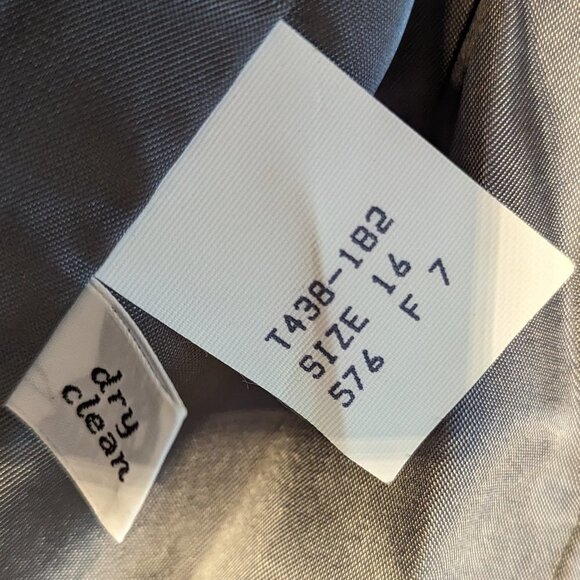 T438-182
SIZE 16
576 F 7
dry
clean